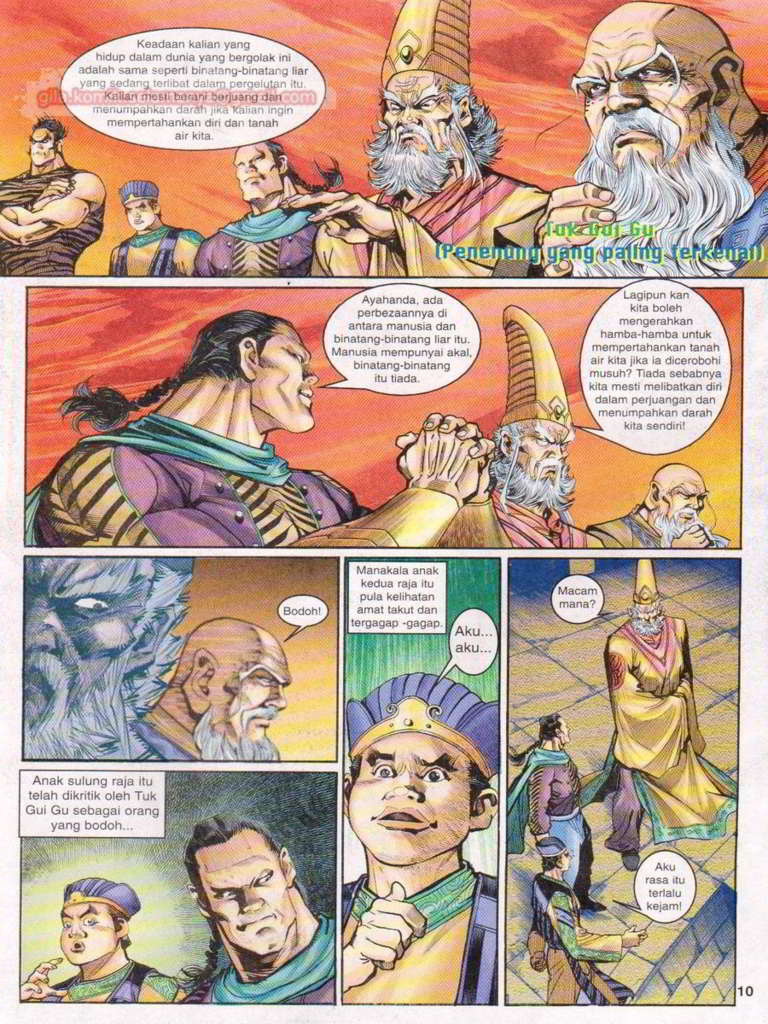 Keadaan kalian yang
hidup dalam dunia yang bergolak ini
adalah sama seperti binatang-binatang liar
yang sedang terlibat dalam pergelutan itu.
Kalian mesti berani berjuang dan
menumpahkan darah jika kalian ingin
mempertahankan diri dan tanah
air kita.
Tuk Gui Gu
(Penenung yang paling terkenal)
Ayahanda, ada
perbezaannya di
antara manusia dan
binatang-binatang liar itu.
Manusia mempunyai akal,
binatang-binatang
itu tiada.
Lagipun kan
kita boleh
mengerahkan
hamba-hamba untuk
mempertahankan tanah
air kita jika ia dicerobohi
musuh? Tiada sebabnya
kita mesti melibatkan diri
dalam perjuangan dan
menumpahkan darah
kita sendiri!
Bodoh!
Anak sulung raja itu
telah dikritik oleh Tuk
Gui Gu sebagai orang
yang bodoh...
Manakala anak
kedua raja itu
pula kelihatan
amat takut dan
tergagap -gagap.
Aku...
aku...
Macam
mana?
Aku
rasa itu
terlalu
kejam!
10